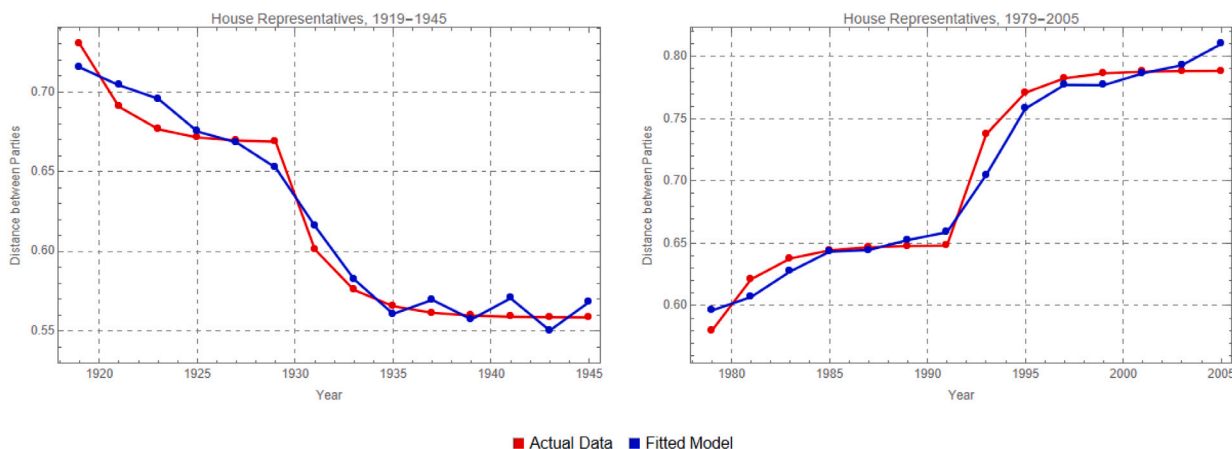 House Representatives, 1919–1945
Distance between Parties
0.70
0.65
0.60
0.55
1920 1925 1930 1935 1940 1945
Year
House Representatives, 1979–2005
Distance between Parties
0.80
0.75
0.70
0.65
0.60
1980 1985 1990 1995 2000 2005
Year
Actual Data Fitted Model